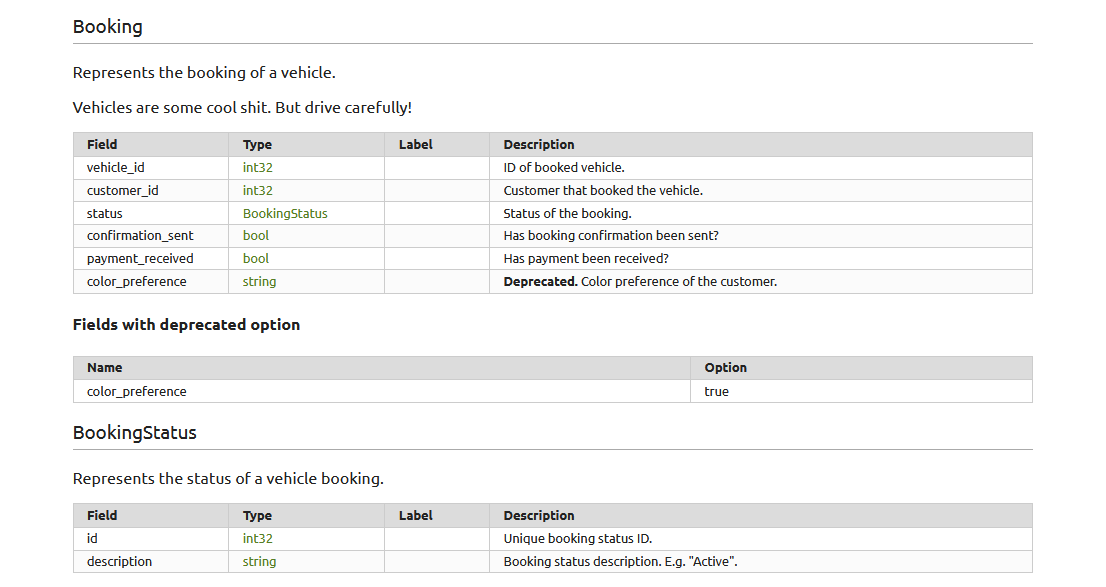 Booking
Represents the booking of a vehicle.
Vehicles are some cool shit. But drive carefully!
Field Type Label Description
vehicle_id int32 ID of booked vehicle.
customer_id int32 Customer that booked the vehicle.
status BookingStatus Status of the booking.
confirmation_sent bool Has booking confirmation been sent?
payment_received bool Has payment been received?
color_preference string Deprecated. Color preference of the customer.
Fields with deprecated option
Name Option
color_preference true
BookingStatus
Represents the status of a vehicle booking.
Field Type Label Description
id int32 Unique booking status ID.
description string Booking status description. E.g. "Active".